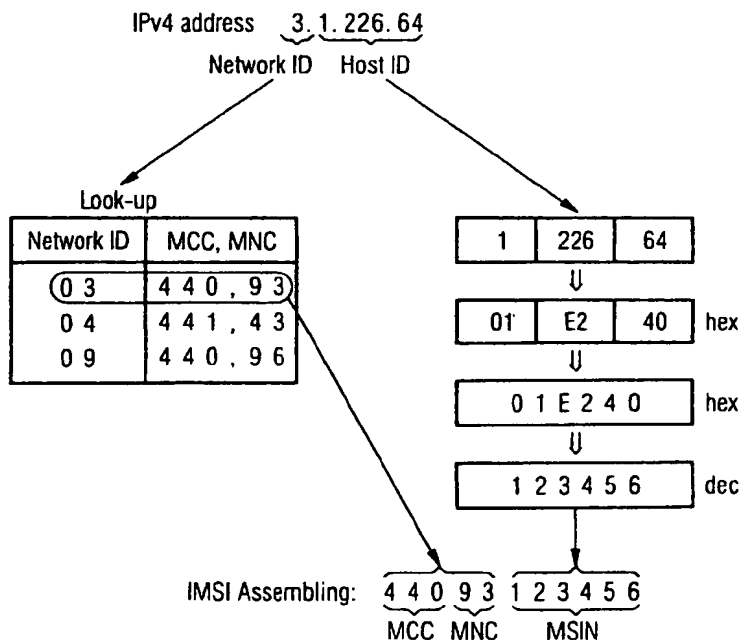 IPv4 address 3. 1. 226. 64
Network ID Host ID
Look-up
Network ID MCC, MNC
0 3 4 4 0 , 9 3
0 4 4 4 1 , 4 3
0 9 4 4 0 , 9 6
1 226 64
⇓
01 E2 40 hex
⇓
0 1 E 2 4 0 hex
⇓
1 2 3 4 5 6 dec
IMSI Assembling: 4 4 0 9 3 1 2 3 4 5 6
MCC MNC MSIN